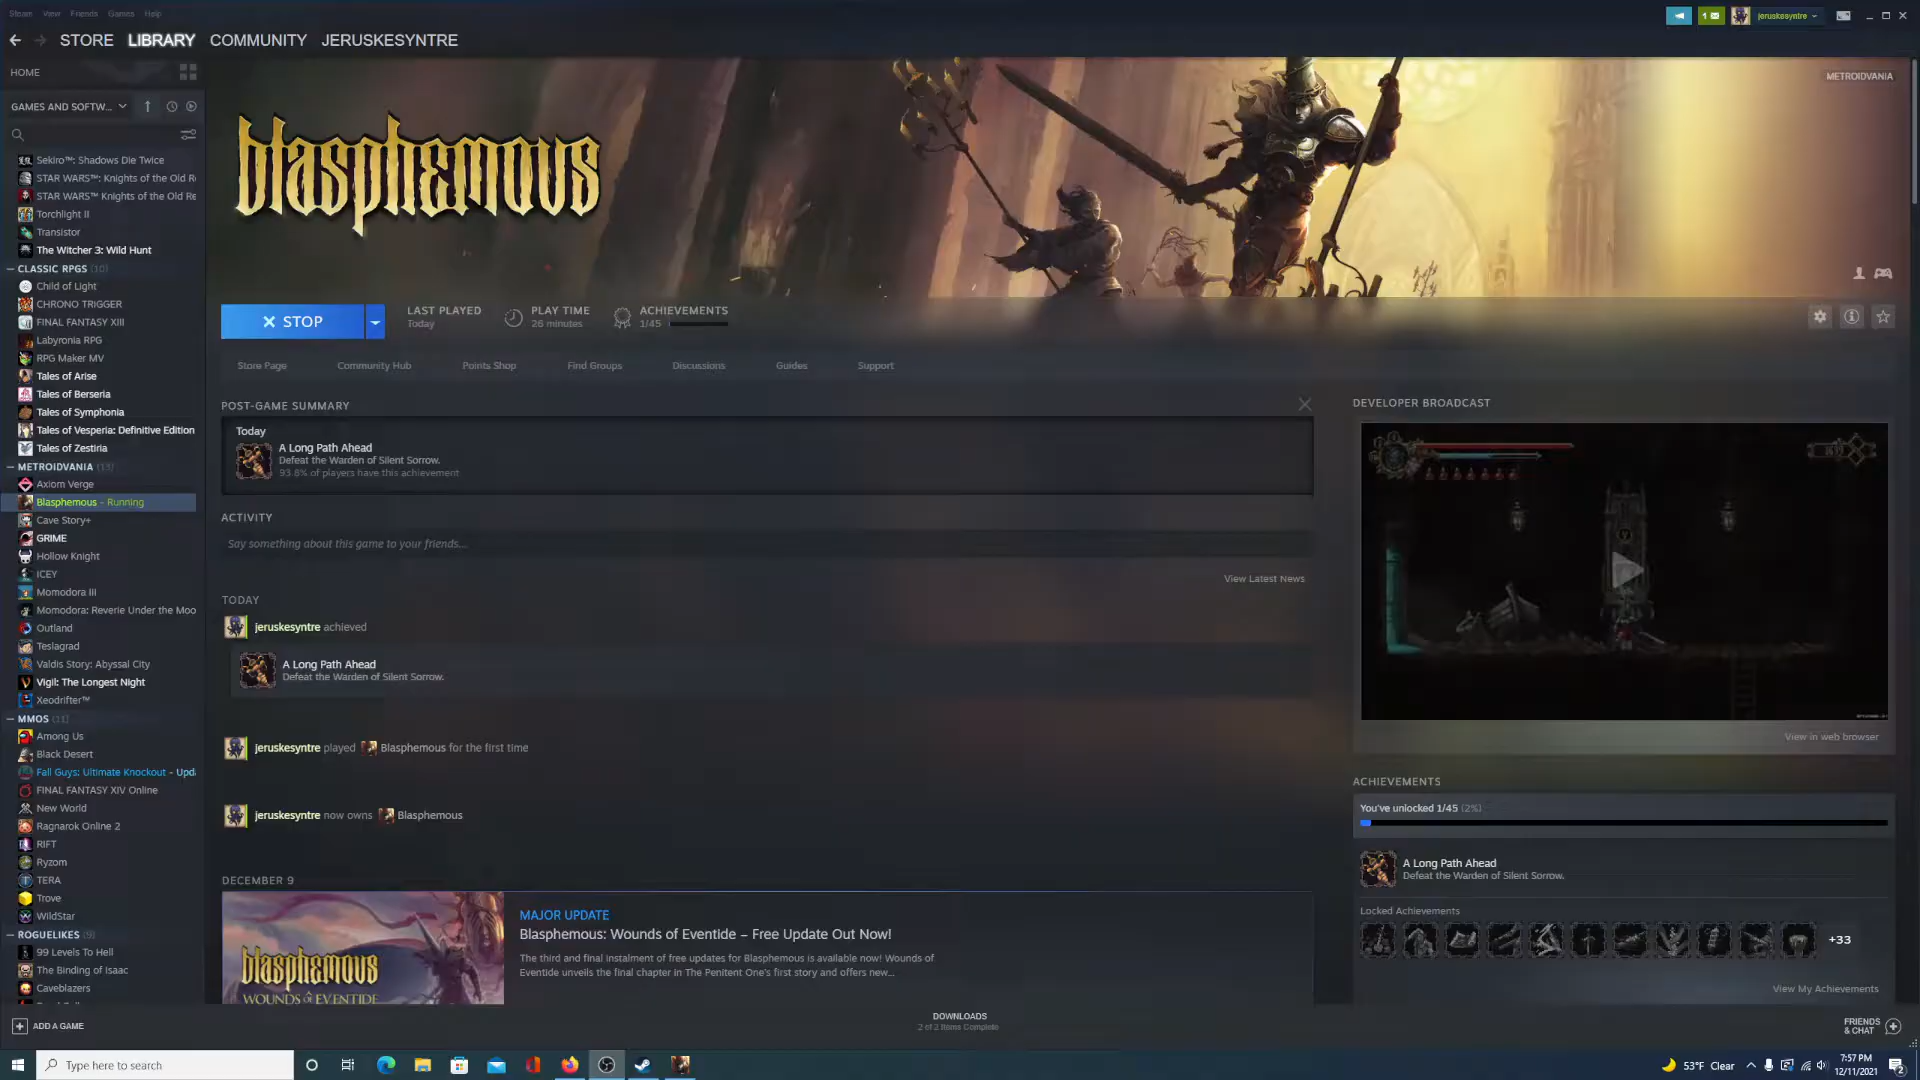 Steam View Friends Games Help
1
jeruskesyntre
STORE LIBRARY COMMUNITY JERUSKESYNTRE
HOME
METROIDVANIA
GAMES AND SOFTW...
blasphemous
Sekiro™: Shadows Die Twice
STAR WARS™ Knights of the Old Re
STAR WARS™ Knights of the Old Re
Torchlight II
Transistor
The Witcher 3: Wild Hunt
CLASSIC RPGS (10)
Child of Light
CHRONO TRIGGER
FINAL FANTASY XIII
Labyronia RPG
RPG Maker MV
Tales of Arise
Tales of Berseria
Tales of Symphonia
Tales of Vesperia: Definitive Edition
Tales of Zestiria
METROIDVANIA (13)
Axiom Verge
Blasphemous - Running
Cave Story+
GRIME
Hollow Knight
ICEY
Momodora III
Momodora: Reverie Under the Moo
Outland
Teslagrad
Valdis Story: Abyssal City
Vigil: The Longest Night
Xeodrifter™
MMOS (11)
Among Us
Black Desert
Fall Guys: Ultimate Knockout - Upda
FINAL FANTASY XIV Online
New World
Ragnarok Online 2
RIFT
Ryzom
TERA
Trove
WildStar
ROGUELIKES (9)
99 Levels To Hell
The Binding of Isaac
Caveblazers
ADD A GAME
STOP
LAST PLAYED
Today
PLAY TIME
26 minutes
ACHIEVEMENTS
1/45
Store Page Community Hub Points Shop Find Groups Discussions Guides Support
POST-GAME SUMMARY
Today
A Long Path Ahead
Defeat the Warden of Silent Sorrow.
93.8% of players have this achievement
ACTIVITY
Say something about this game to your friends...
View Latest News
TODAY
jeruskesyntre achieved
A Long Path Ahead
Defeat the Warden of Silent Sorrow.
jeruskesyntre played Blasphemous for the first time
jeruskesyntre now owns Blasphemous
DECEMBER 9
blasphemous
WOUNDS OF EVENTIDE
MAJOR UPDATE
Blasphemous: Wounds of Eventide – Free Update Out Now!
The third and final instalment of free updates for Blasphemous is available now! Wounds of
Eventide unveils the final chapter in The Penitent One's first story and offers new...
DEVELOPER BROADCAST
View in web browser
ACHIEVEMENTS
You've unlocked 1/45 (2%)
A Long Path Ahead
Defeat the Warden of Silent Sorrow.
Locked Achievements
+33
View My Achievements
DOWNLOADS
2 of 2 Items Complete
FRIENDS
& CHAT
Type here to search
53°F Clear
7:57 PM
12/11/2021
2